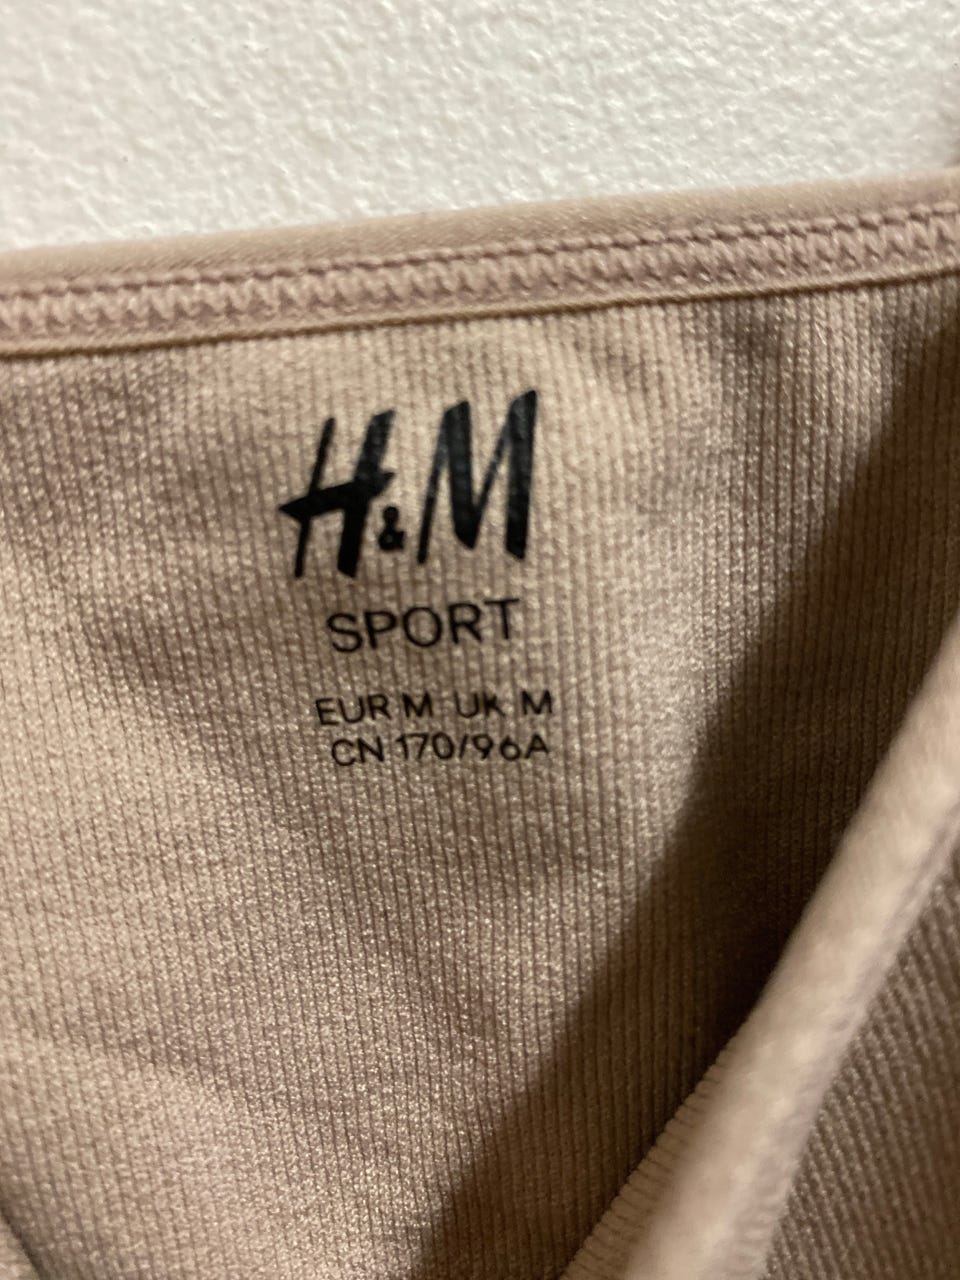 H&M
SPORT
EUR M UK M
CN 170/96A